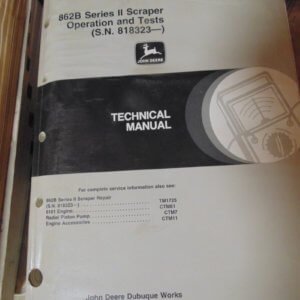 862B Series II Scraper
Operation and Tests
(S.N. 818323—)
JOHN DEERE
TECHNICAL
MANUAL
For complete service information also see:
862B Series II Scraper Repair
(S.N. 818323–) . . . . . . . . . . . . . . . . . . . . TM1725
6101 Engine . . . . . . . . . . . . . . . . . . . . . . CTM61
Radial Piston Pump . . . . . . . . . . . . . . . . . . CTM7
Engine Accessories . . . . . . . . . . . . . . . . . . CTM11
John Deere Dubuque Works